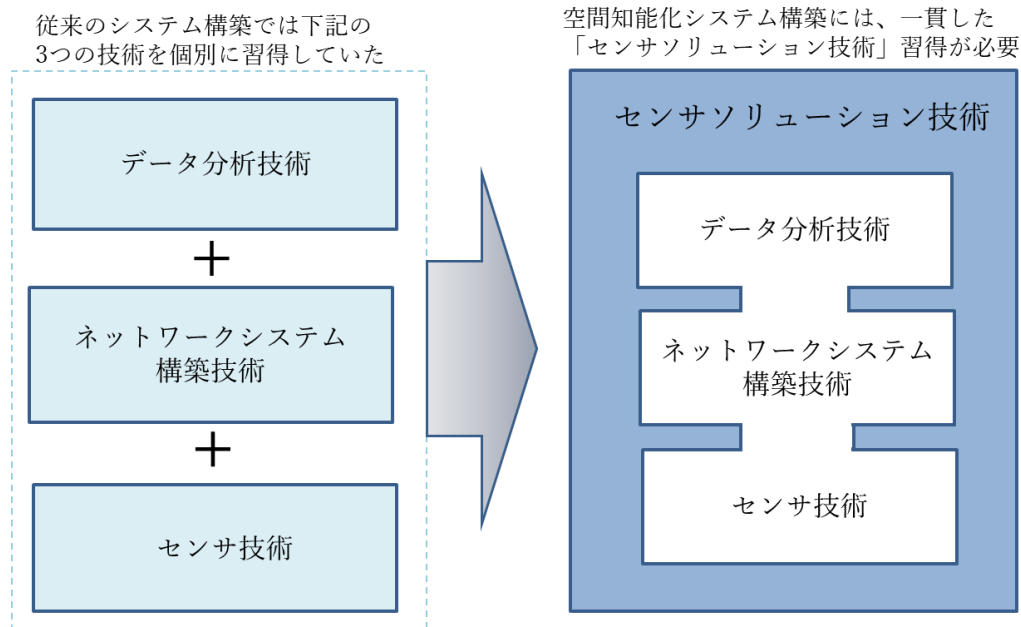 従来のシステム構築では下記の
3つの技術を個別に習得していた
データ分析技術
+
ネットワークシステム
構築技術
+
センサ技術
空間知能化システム構築には、一貫した
「センサソリューション技術」習得が必要
センサソリューション技術
データ分析技術
ネットワークシステム
構築技術
センサ技術